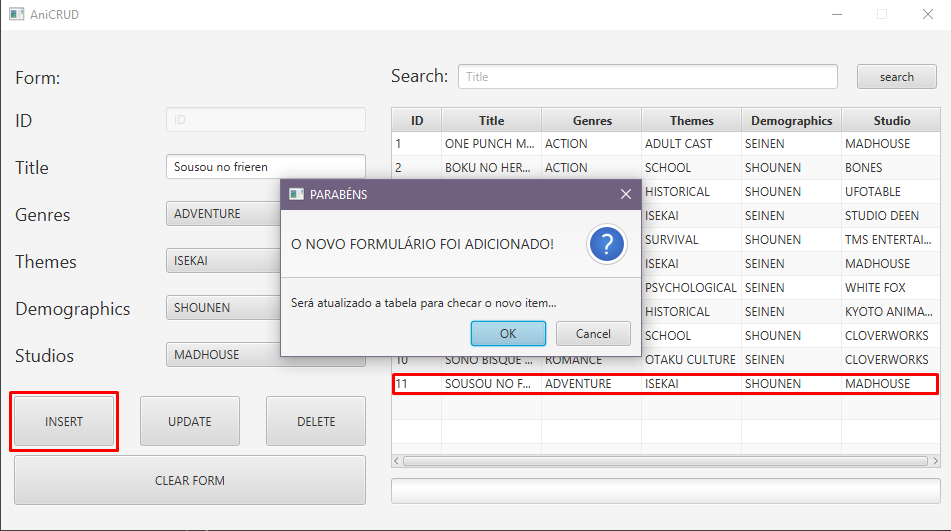 AniCRUD
Form:
ID
ID
Title
Sousou no frieren
Genres
ADVENTURE
Themes
ISEKAI
Demographics
SHOUNEN
Studios
MADHOUSE
INSERT
UPDATE
DELETE
CLEAR FORM
Search:
Title
search
ID Title Genres Themes Demographics Studio
1 ONE PUNCH M... ACTION ADULT CAST SEINEN MADHOUSE
2 BOKU NO HER... ACTION SCHOOL SHOUNEN BONES
HISTORICAL SHOUNEN UFOTABLE
ISEKAI SEINEN STUDIO DEEN
SURVIVAL SHOUNEN TMS ENTERTAI...
ISEKAI SEINEN MADHOUSE
PSYCHOLOGICAL SEINEN WHITE FOX
HISTORICAL SEINEN KYOTO ANIMA...
SCHOOL SHOUNEN CLOVERWORKS
10 SONO BISQUE ... ROMANCE OTAKU CULTURE SEINEN CLOVERWORKS
11 SOUSOU NO F... ADVENTURE ISEKAI SHOUNEN MADHOUSE
PARABÉNS
O NOVO FORMULÁRIO FOI ADICIONADO!
Será atualizado a tabela para checar o novo item...
OK
Cancel